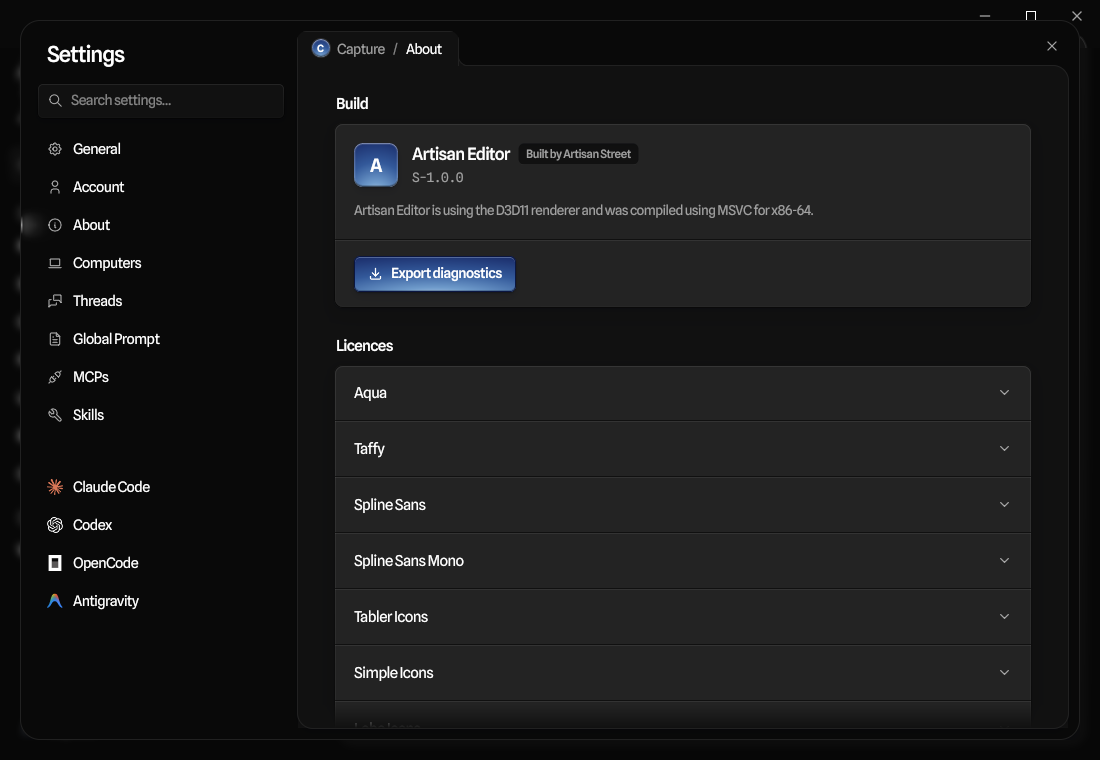 Settings
Search settings...
General
Account
About
Computers
Threads
Global Prompt
MCPs
Skills
Claude Code
Codex
OpenCode
Antigravity
C Capture / About
Build
A
Artisan Editor Built by Artisan Street
S-1.0.0
Artisan Editor is using the D3D11 renderer and was compiled using MSVC for x86-64.
Export diagnostics
Licences
Aqua
Taffy
Spline Sans
Spline Sans Mono
Tabler Icons
Simple Icons